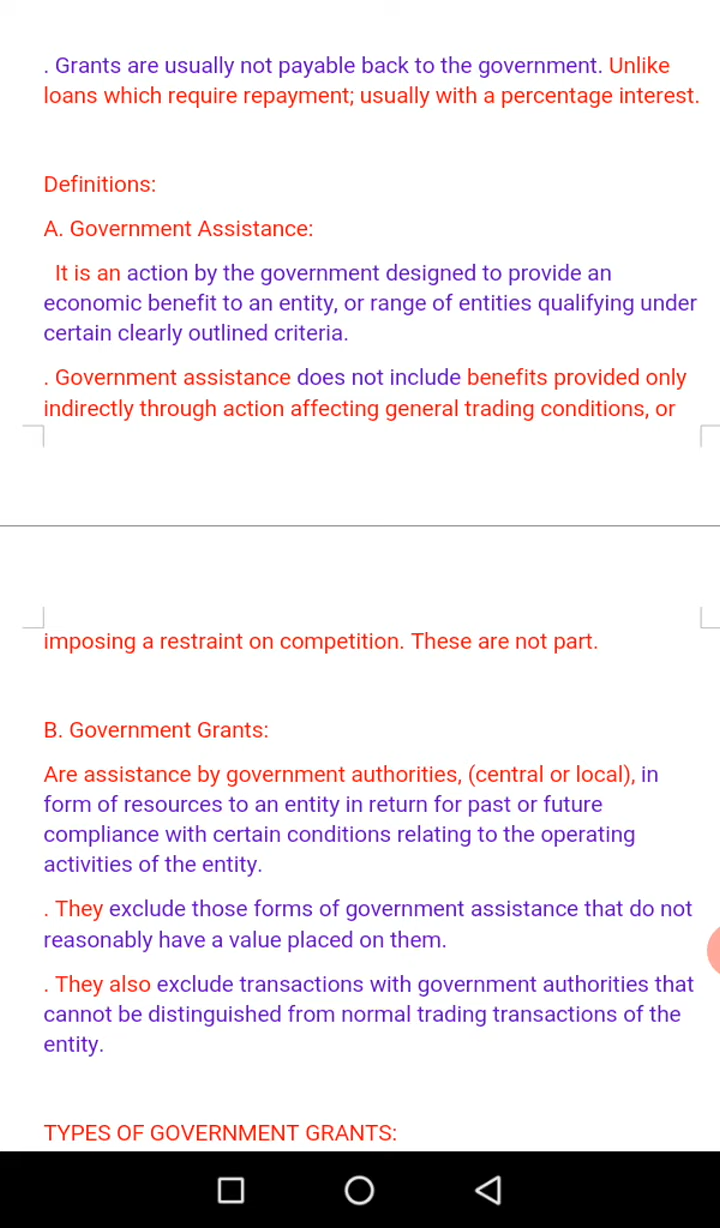 . Grants are usually not payable back to the government. Unlike
loans which require repayment; usually with a percentage interest.
Definitions:
A. Government Assistance:
It is an action by the government designed to provide an
economic benefit to an entity, or range of entities qualifying under
certain clearly outlined criteria.
. Government assistance does not include benefits provided only
indirectly through action affecting general trading conditions, or
imposing a restraint on competition. These are not part.
B. Government Grants:
Are assistance by government authorities, (central or local), in
form of resources to an entity in return for past or future
compliance with certain conditions relating to the operating
activities of the entity.
. They exclude those forms of government assistance that do not
reasonably have a value placed on them.
. They also exclude transactions with government authorities that
cannot be distinguished from normal trading transactions of the
entity.
TYPES OF GOVERNMENT GRANTS: